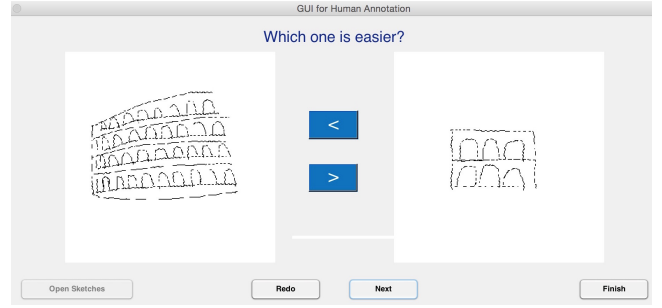 GUI for Human Annotation
Which one is easier?
<
>
Open Sketches
Redo
Next
Finish